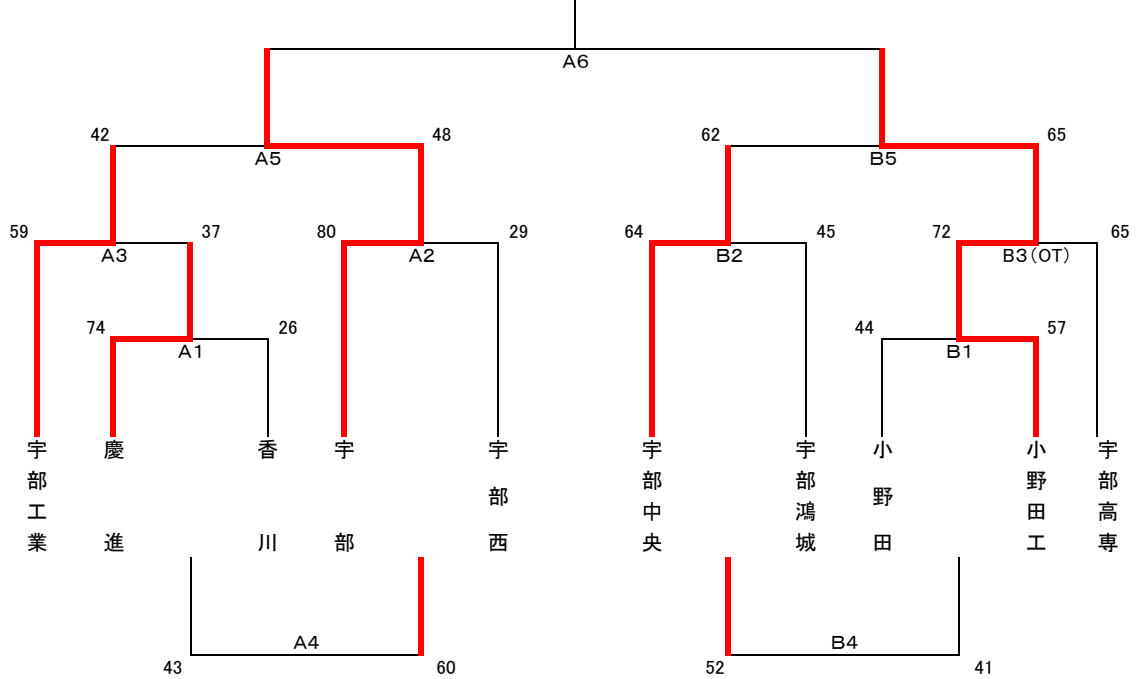 A6
42
48
62
65
A5
B5
59
37
80
29
64
45
72
65
A3
A2
B2
B3(OT)
74
26
44
57
A1
B1
宇部工業
慶進
香川
宇部
宇部西
宇部中央
宇部鴻城
小野田
小野田工
宇部高専
A4
B4
43
60
52
41